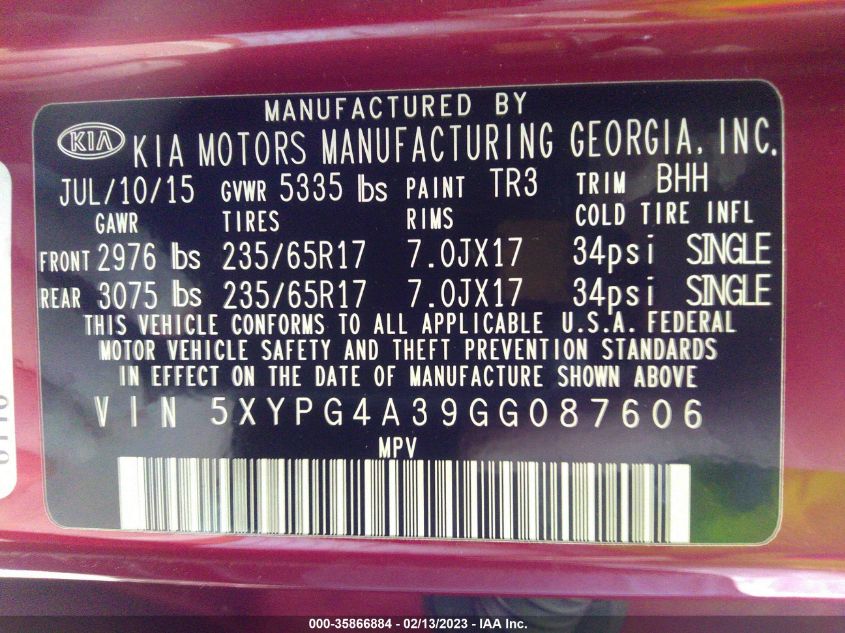 MANUFACTURED BY
KIA KIA MOTORS MANUFACTURING GEORGIA, INC.
JUL/10/15 GVWR 5335 lbs PAINT TR3 TRIM BHH
GAWR TIRES RIMS COLD TIRE INFL
FRONT 2976 lbs 235/65R17 7.0JX17 34psi SINGLE
REAR 3075 lbs 235/65R17 7.0JX17 34psi SINGLE
THIS VEHICLE CONFORMS TO ALL APPLICABLE U.S.A. FEDERAL
MOTOR VEHICLE SAFETY AND THEFT PREVENTION STANDARDS
IN EFFECT ON THE DATE OF MANUFACTURE SHOWN ABOVE
VIN 5XYPG4A39GG087606
MPV
000-35866884 - 02/13/2023 - IAA Inc.